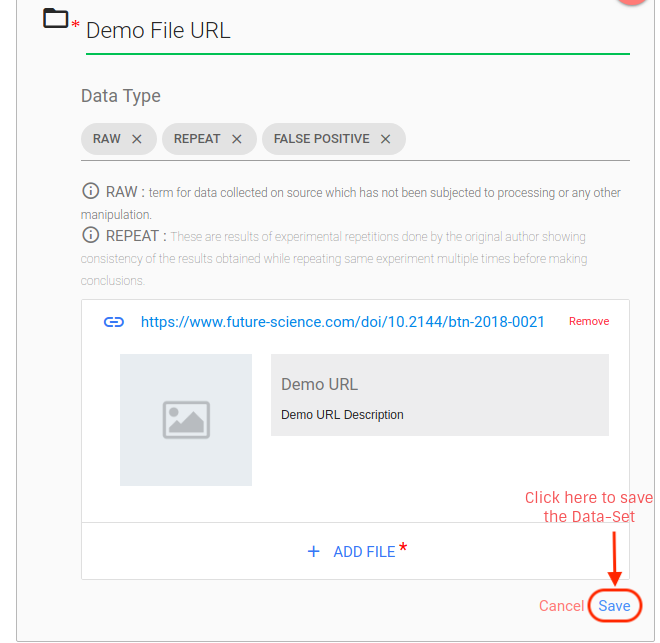 * Demo File URL
Data Type
RAW × REPEAT × FALSE POSITIVE ×
RAW : term for data collected on source which has not been subjected to processing or any other
manipulation.
REPEAT : These are results of experimental repetitions done by the original author showing
consistency of the results obtained while repeating same experiment multiple times before making
conclusions.
https://www.future-science.com/doi/10.2144/btn-2018-0021 Remove
Demo URL
Demo URL Description
Click here to save
the Data-Set
+ ADD FILE *
Cancel Save